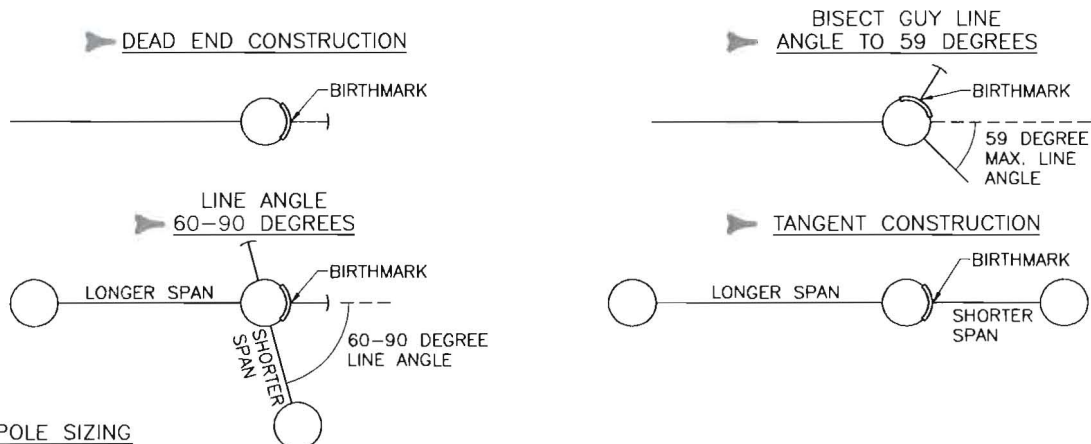 DEAD END CONSTRUCTION
BIRTHMARK
BISECT GUY LINE
ANGLE TO 59 DEGREES
BIRTHMARK
59 DEGREE
MAX. LINE
ANGLE
LINE ANGLE
60-90 DEGREES
BIRTHMARK
LONGER SPAN
SHORTER
SPAN
60-90 DEGREE
LINE ANGLE
TANGENT CONSTRUCTION
BIRTHMARK
LONGER SPAN
SHORTER
SPAN
POLE SIZING